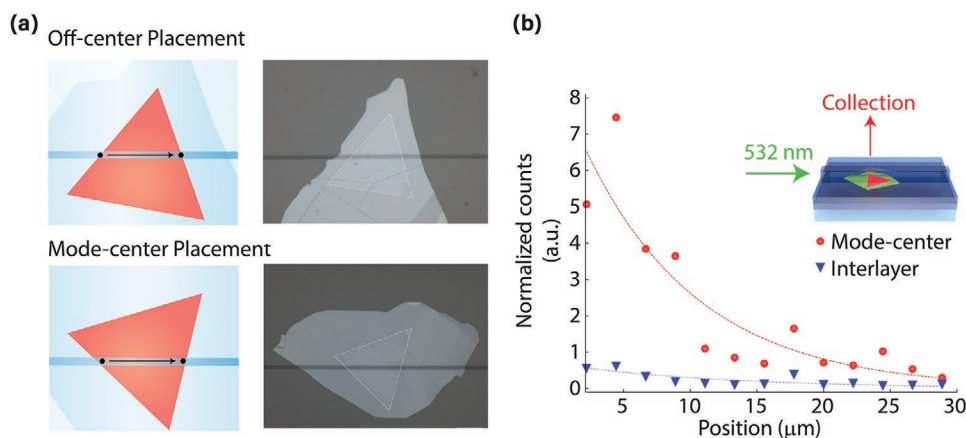 (a)
Off-center Placement
Mode-center Placement
(b)
8
7
6
5
4
3
2
1
0
Normalized counts
(a.u.)
5
10
15
20
25
30
Position (μm)
Collection
532 nm
Mode-center
Interlayer